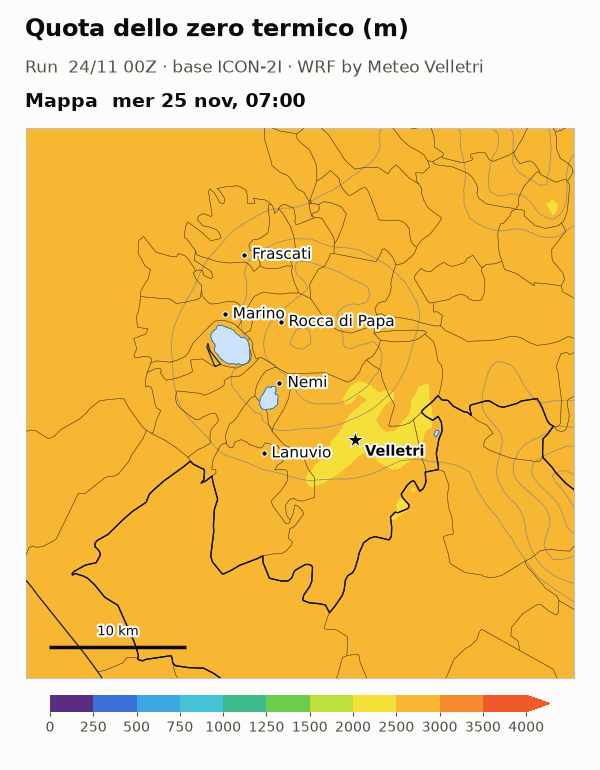 Quota dello zero termico (m)
Run  24/11 00Z · base ICON-2I · WRF by Meteo Velletri
Mappa  mer 25 nov, 07:00
Frascati
Marino
Rocca di Papa
Nemi
Velletri
Lanuvio
10 km
0 250 500 750 1000 1250 1500 2000 2500 3000 3500 4000